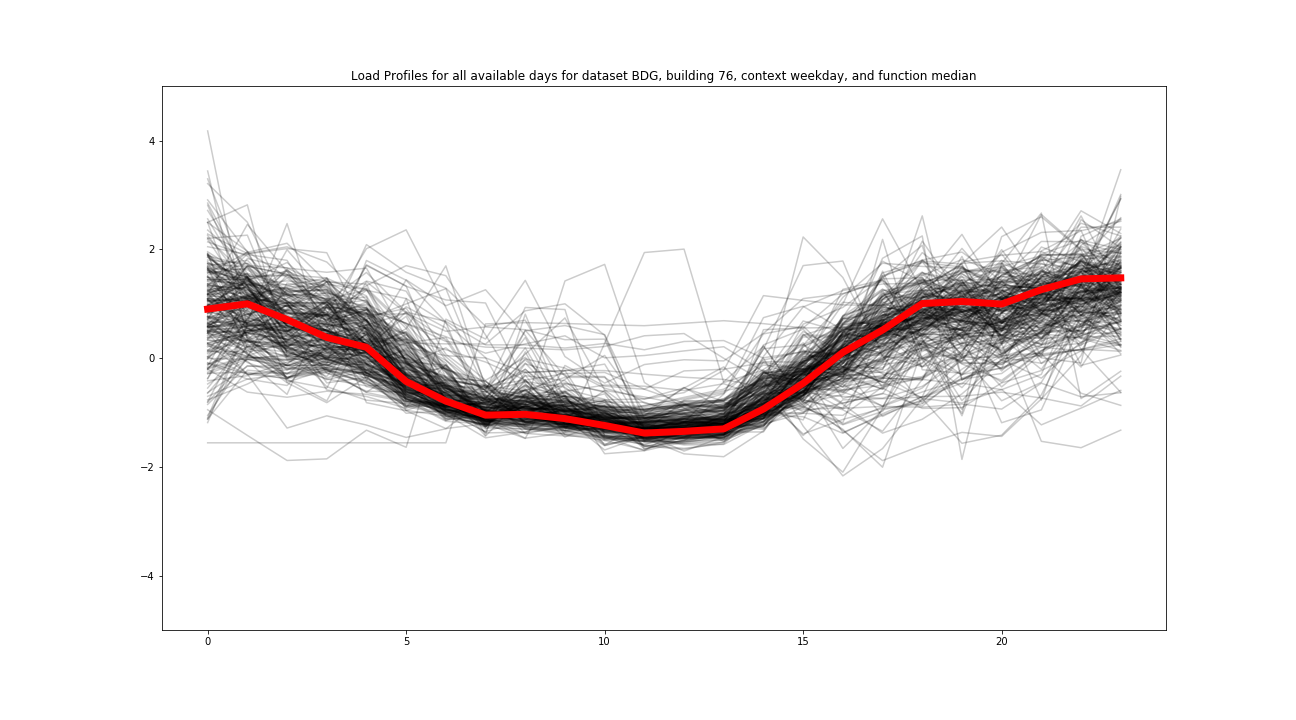 Load Profiles for all available days for dataset BDG, building 76, context weekday, and function median
4
2
0
−2
−4
0 5 10 15 20